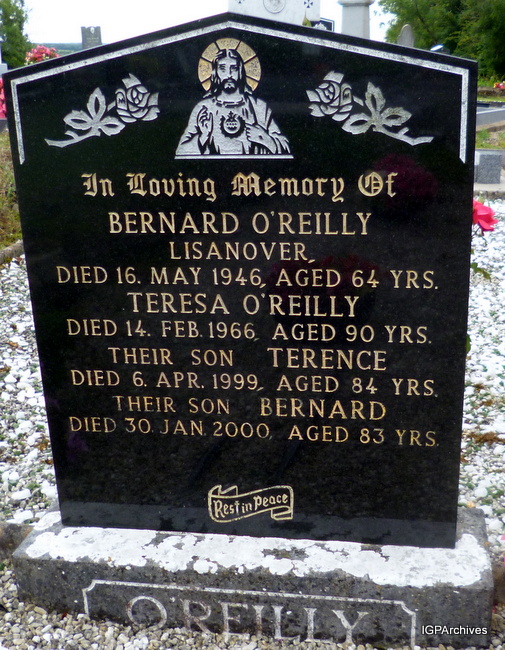 In Loving Memory Of
BERNARD O'REILLY
LISANOVER,
DIED 16. MAY 1946, AGED 64 YRS.
TERESA O'REILLY
DIED 14. FEB. 1966, AGED 90 YRS.
THEIR SON TERENCE
DIED 6. APR. 1999, AGED 84 YRS.
THEIR SON BERNARD
DIED 30. JAN. 2000, AGED 83 YRS.
Rest in Peace
O'REILLY
IGPArchives